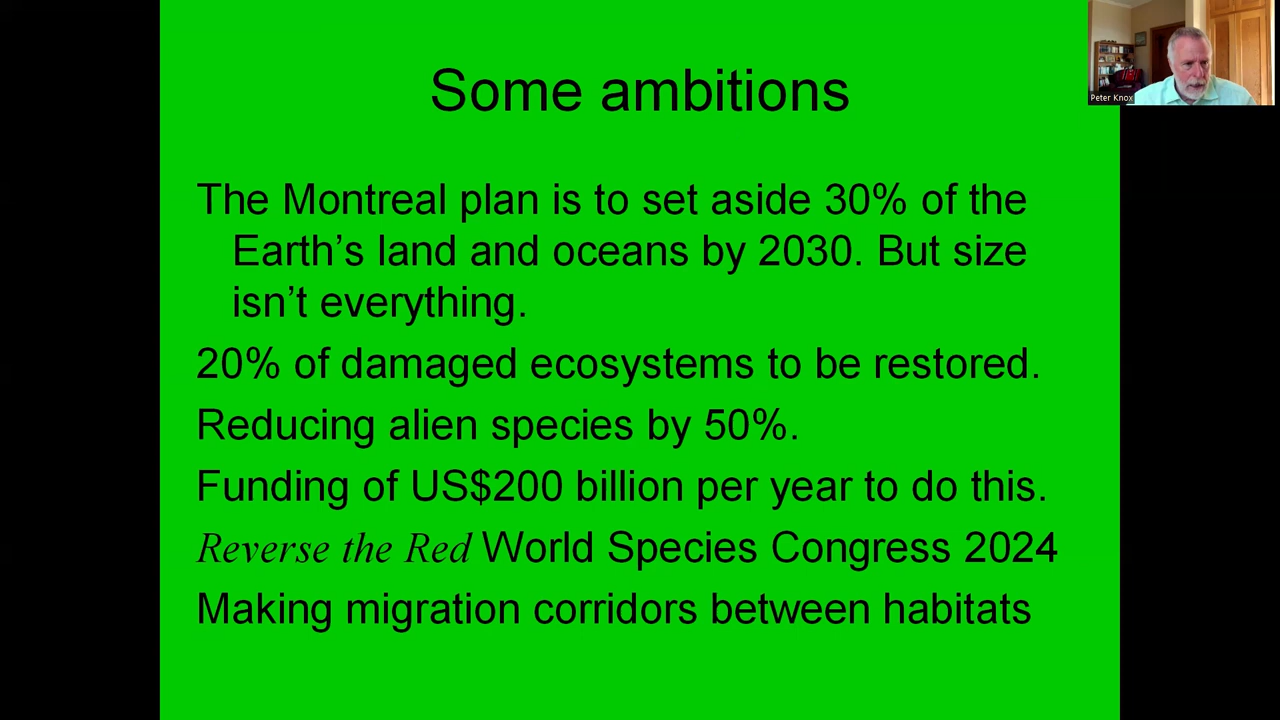 Some ambitions
The Montreal plan is to set aside 30% of the
Earth’s land and oceans by 2030. But size
isn’t everything.
20% of damaged ecosystems to be restored.
Reducing alien species by 50%.
Funding of US$200 billion per year to do this.
Reverse the Red World Species Congress 2024
Making migration corridors between habitats
Peter Knox